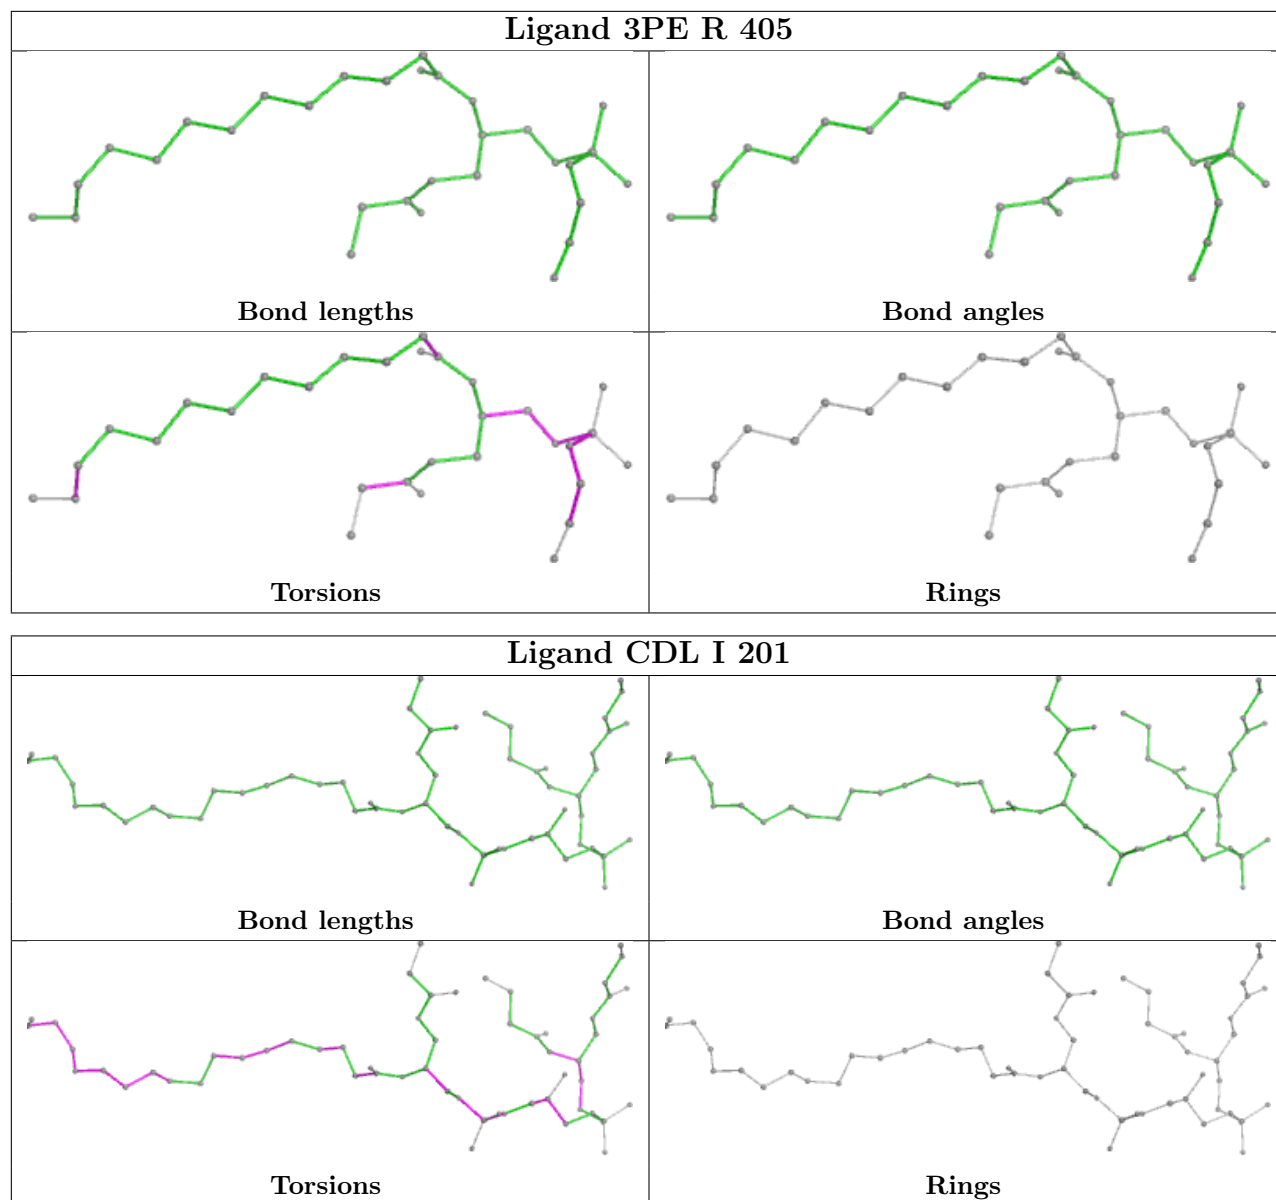 Ligand 3PE R 405
Bond lengths
Bond angles
Torsions
Rings
Ligand CDL I 201
Bond lengths
Bond angles
Torsions
Rings